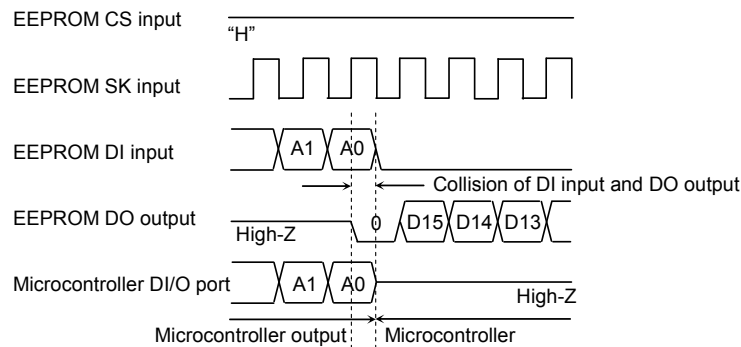 EEPROM CS input
“H”
EEPROM SK input
EEPROM DI input
A1 A0
Collision of DI input and DO output
EEPROM DO output
High-Z
0 D15 D14 D13
Microcontroller DI/O port
A1 A0
High-Z
Microcontroller output Microcontroller